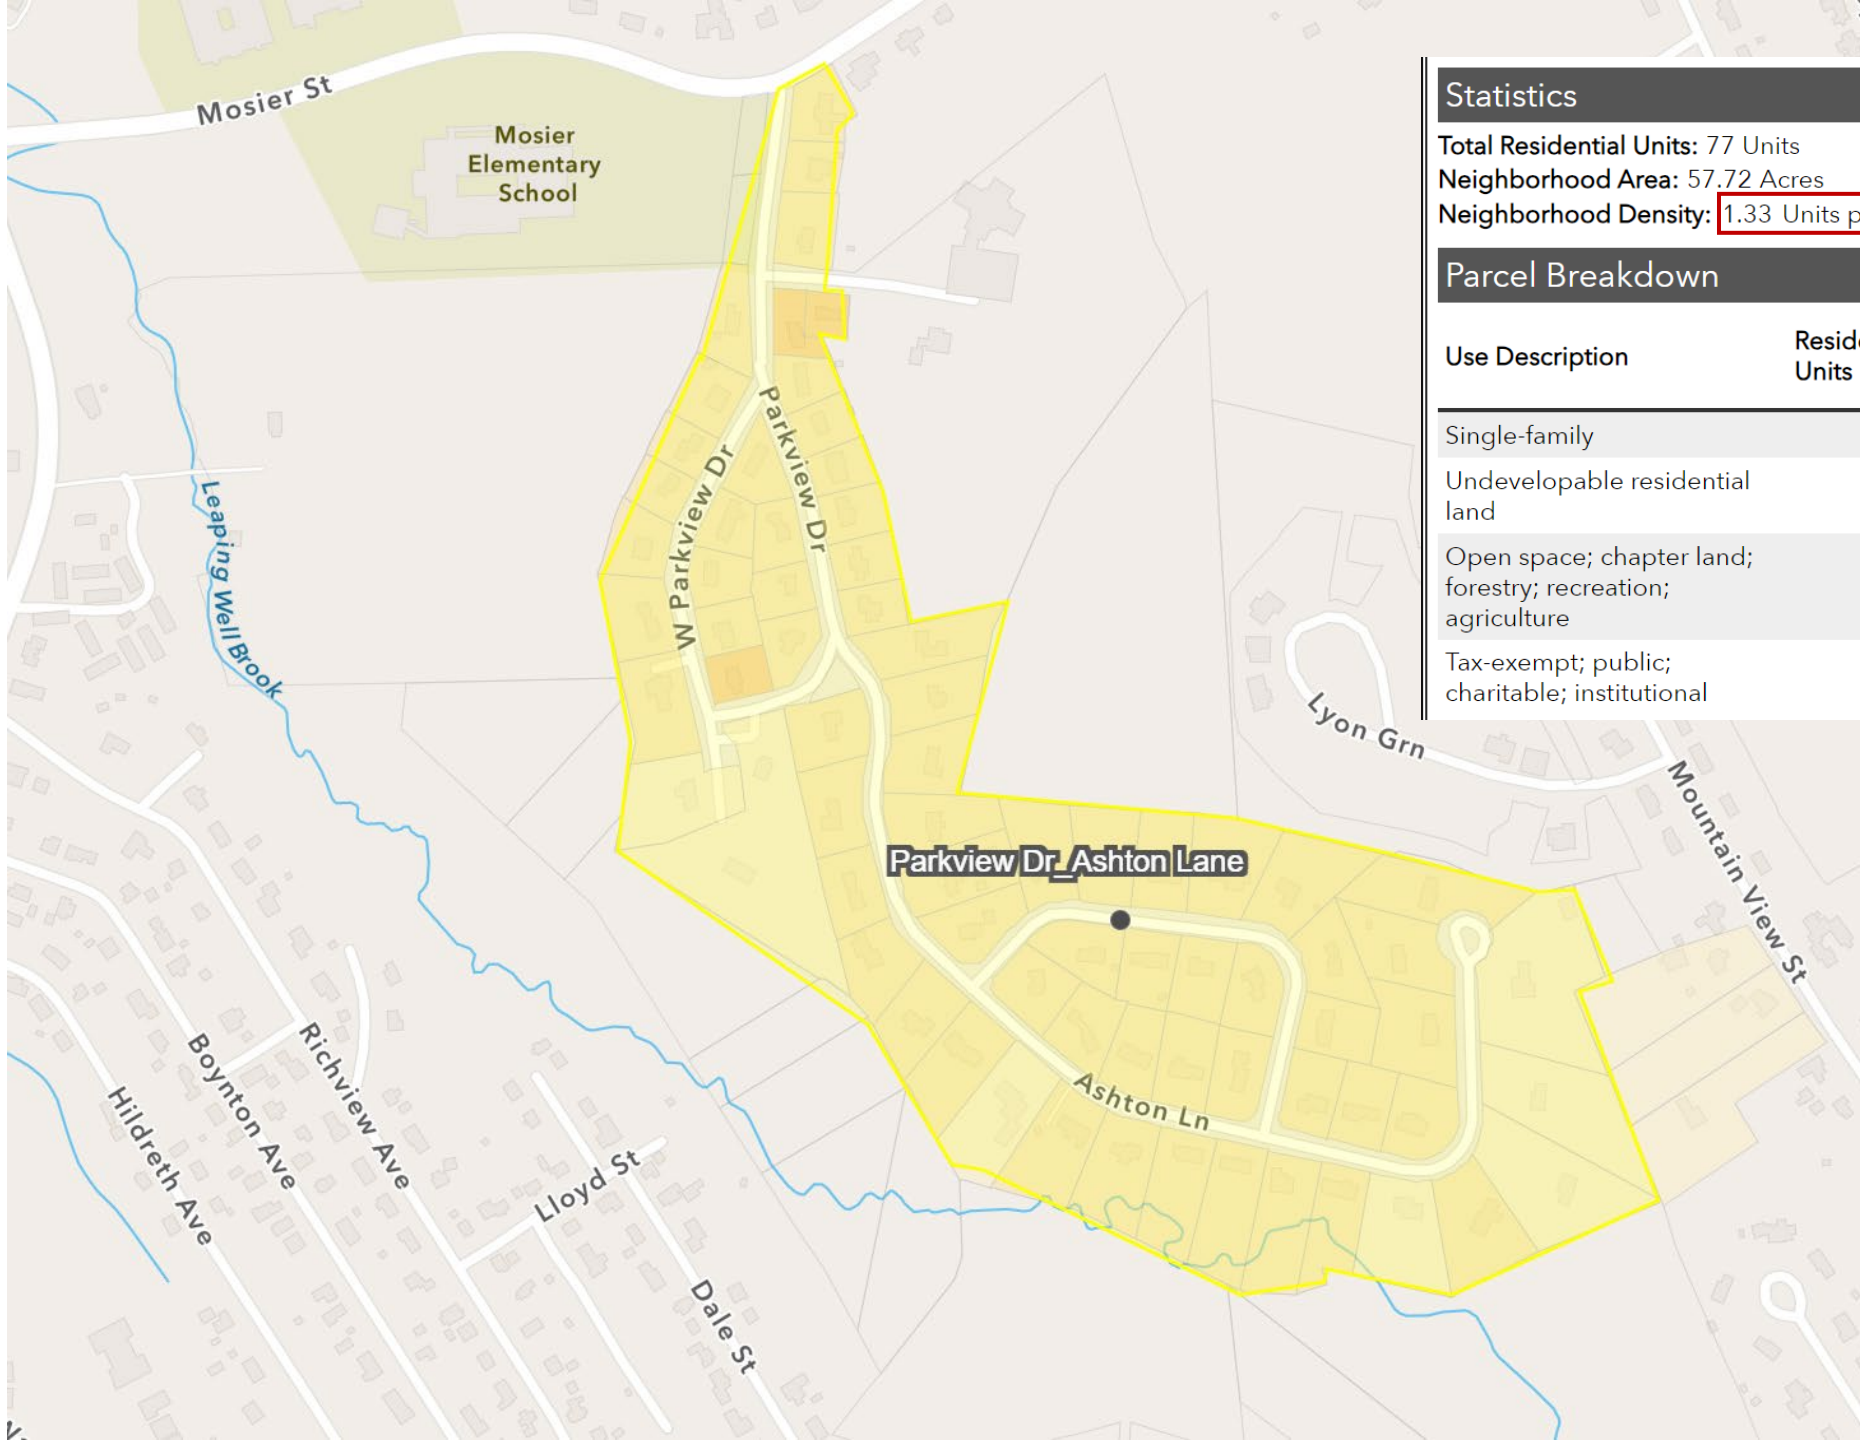 Mosier St
Mosier
Elementary
School
Statistics
Total Residential Units: 77 Units
Neighborhood Area: 57.72 Acres
Neighborhood Density: 1.33 Units p
Parcel Breakdown
Use Description
Reside
Units
Single-family
Undevelopable residential
land
Open space; chapter land;
forestry; recreation;
agriculture
Tax-exempt; public;
charitable; institutional
Parkview Dr
W Parkview Dr
Leaping Well Brook
Lyon Grn
Mountain View St
Parkview Dr_Ashton Lane
Ashton Ln
Boynton Ave
Richview Ave
Hildreth Ave
Lloyd St
Dale St